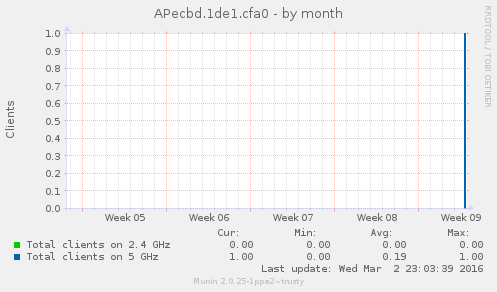 APecbd.1de1.cfa0 - by month
RRDTOOL / TOBI OETIKER
Clients
1.0
0.9
0.8
0.7
0.6
0.5
0.4
0.3
0.2
0.1
0.0
Week 05 Week 06 Week 07 Week 08 Week 09
Cur: Min: Avg: Max:
Total clients on 2.4 GHz 0.00 0.00 0.00 0.00
Total clients on 5 GHz 1.00 0.00 0.19 1.00
Last update: Wed Mar 2 23:03:39 2016
Munin 2.0.25-1ppa2~trusty